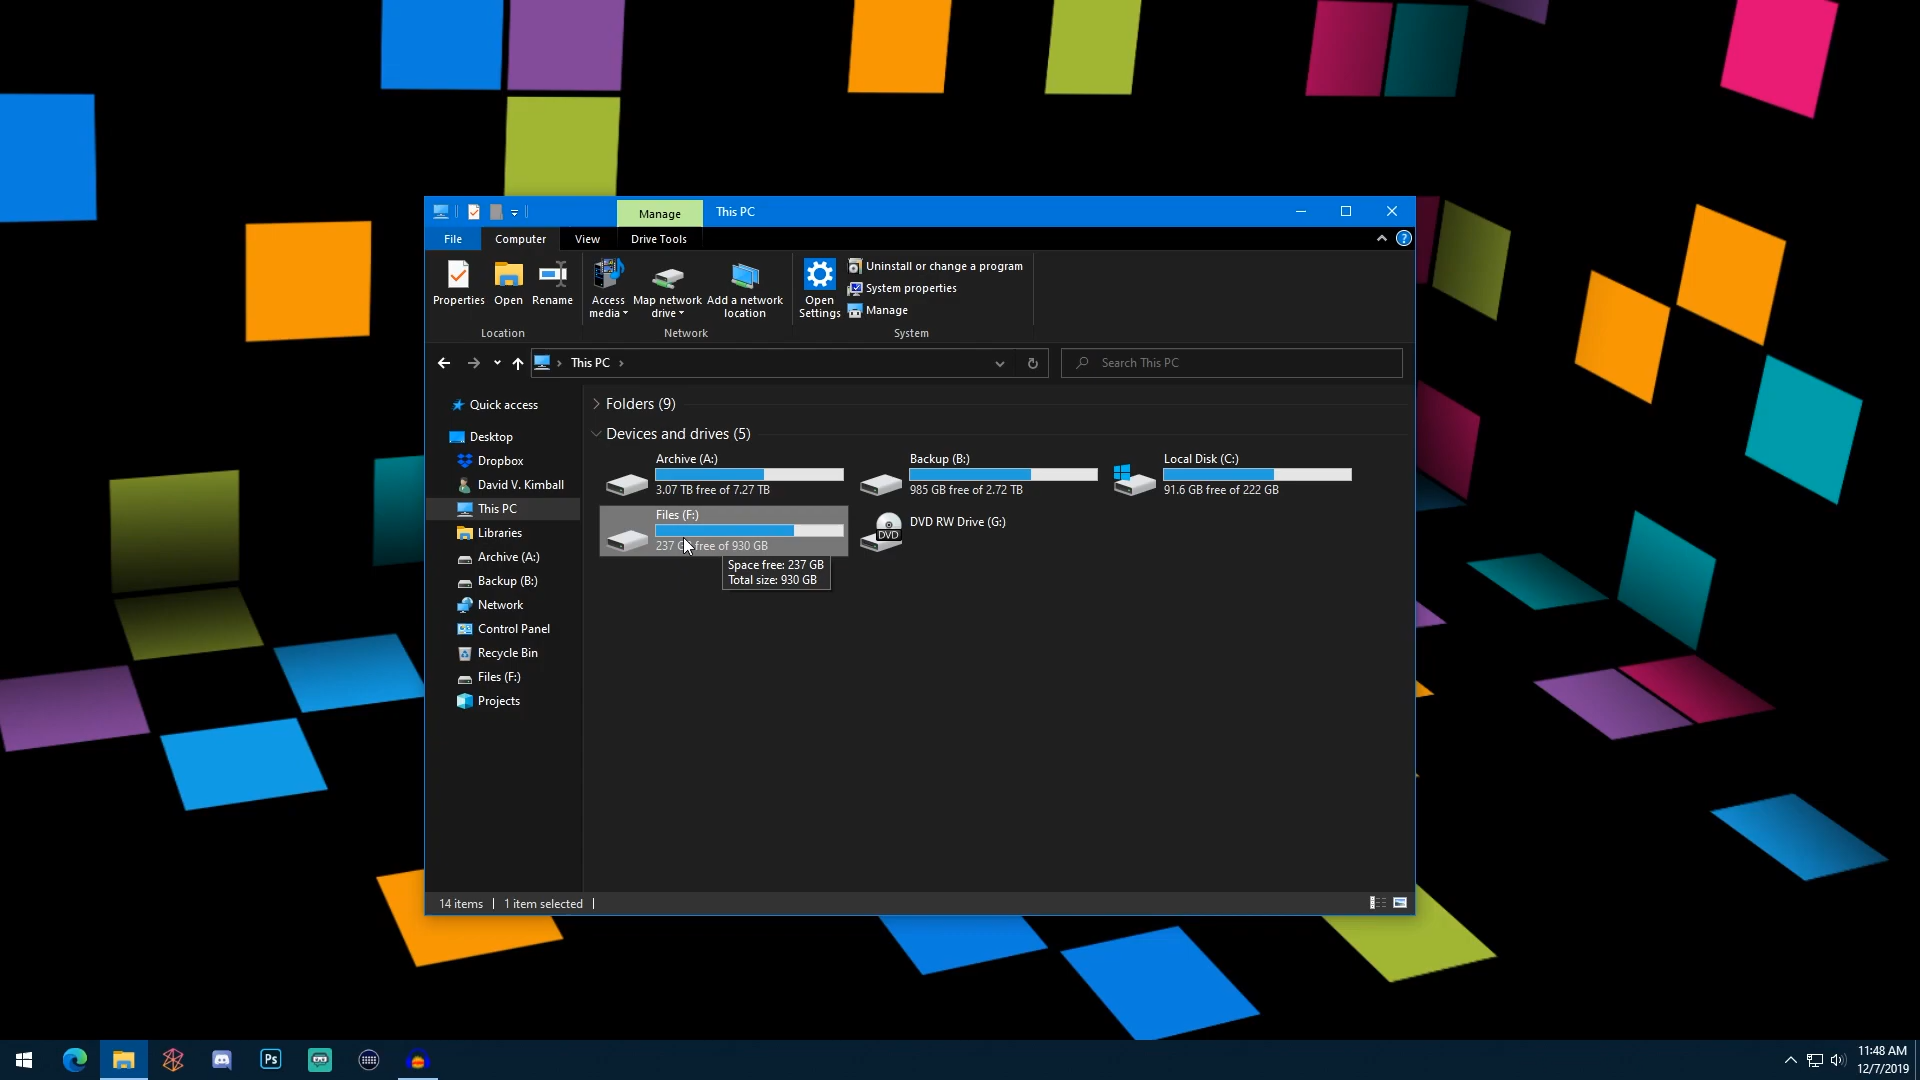 Manage
This PC
File
Computer
View
Drive Tools
Properties
Open
Rename
Access media
Map network drive
Add a network location
Open Settings
Uninstall or change a program
System properties
Manage
Location
Network
System
This PC
Search This PC
Quick access
Desktop
Dropbox
David V. Kimball
This PC
Libraries
Archive (A:)
Backup (B:)
Network
Control Panel
Recycle Bin
Files (F:)
Projects
Folders (9)
Devices and drives (5)
Archive (A:)
3.07 TB free of 7.27 TB
Backup (B:)
985 GB free of 2.72 TB
Local Disk (C:)
91.6 GB free of 222 GB
Files (F:)
237 G free of 930 GB
DVD RW Drive (G:)
DVD
Space free: 237 GB
Total size: 930 GB
14 items
1 item selected
Ps
11:48 AM
12/7/2019